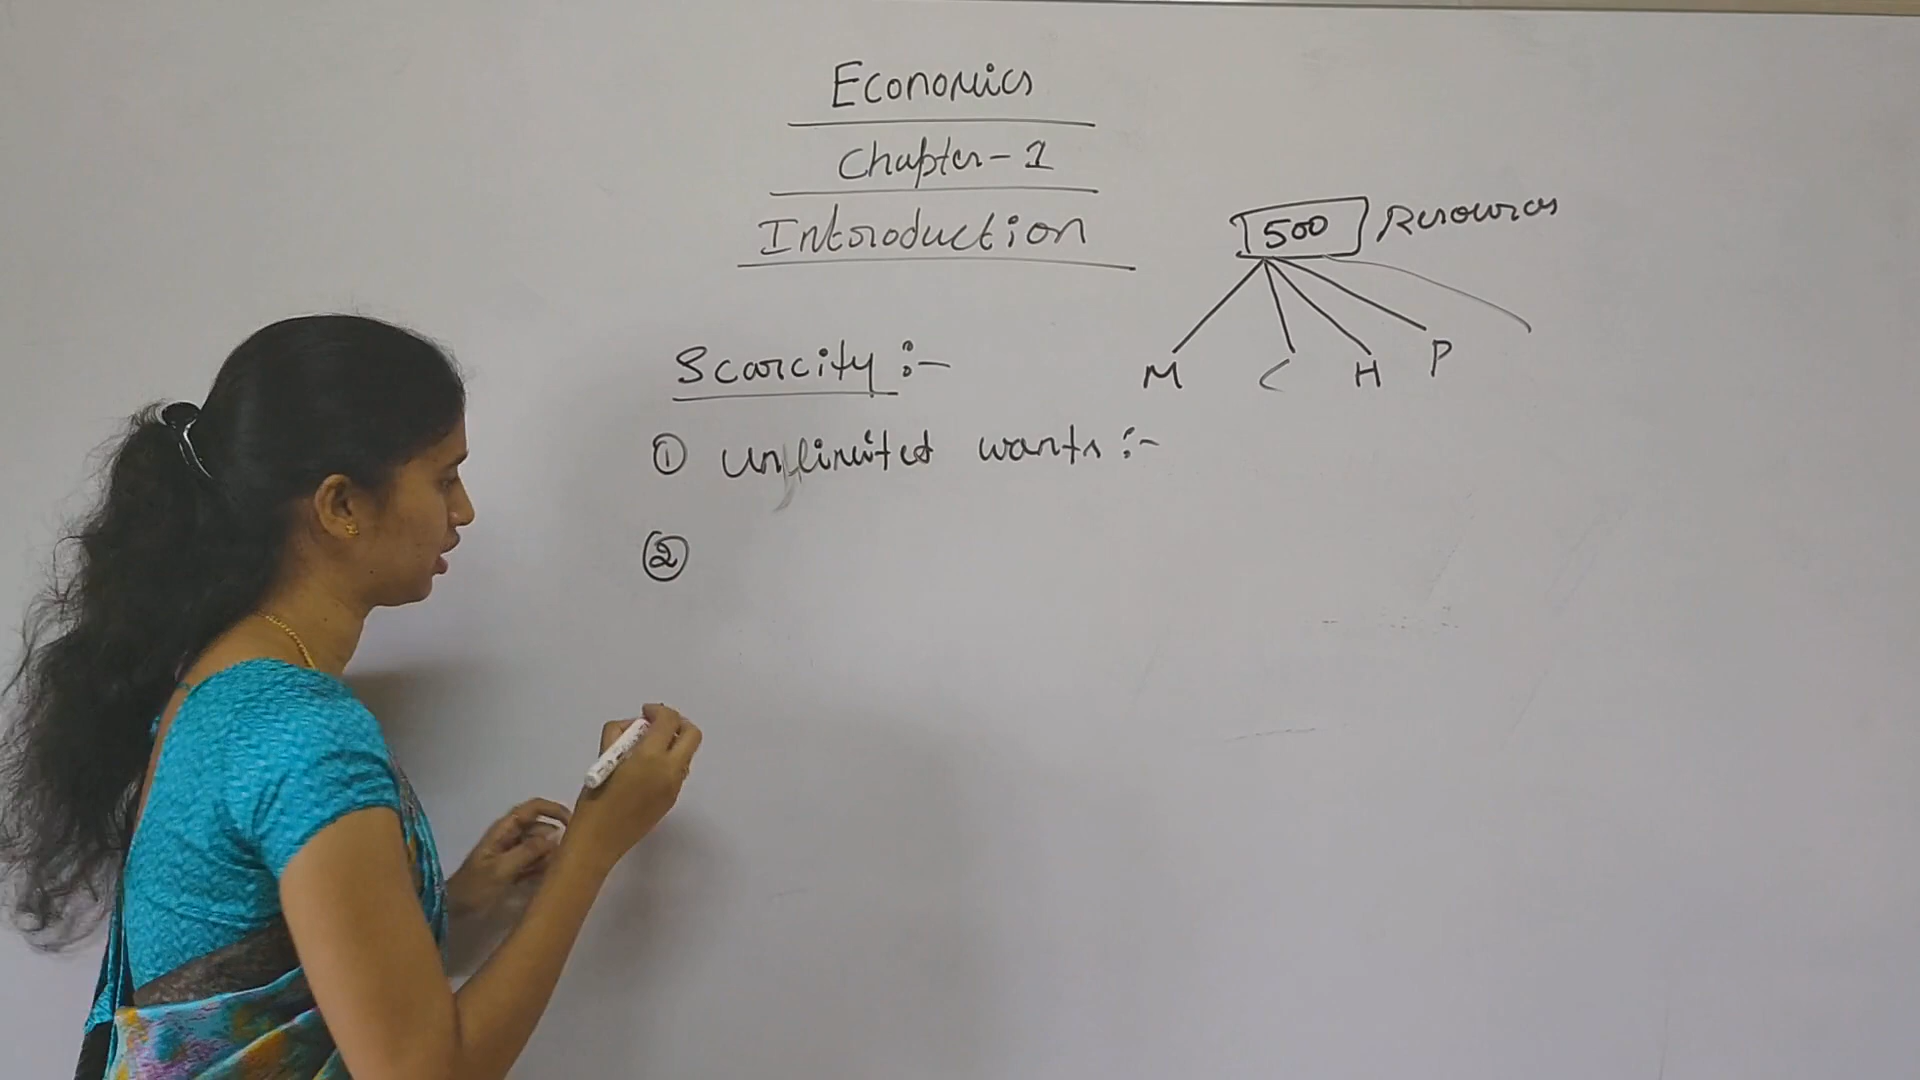 Economics
Chapter-1
Introduction
500 Resources
M C H P
Scarcity :-
① unlimited wants :-
②